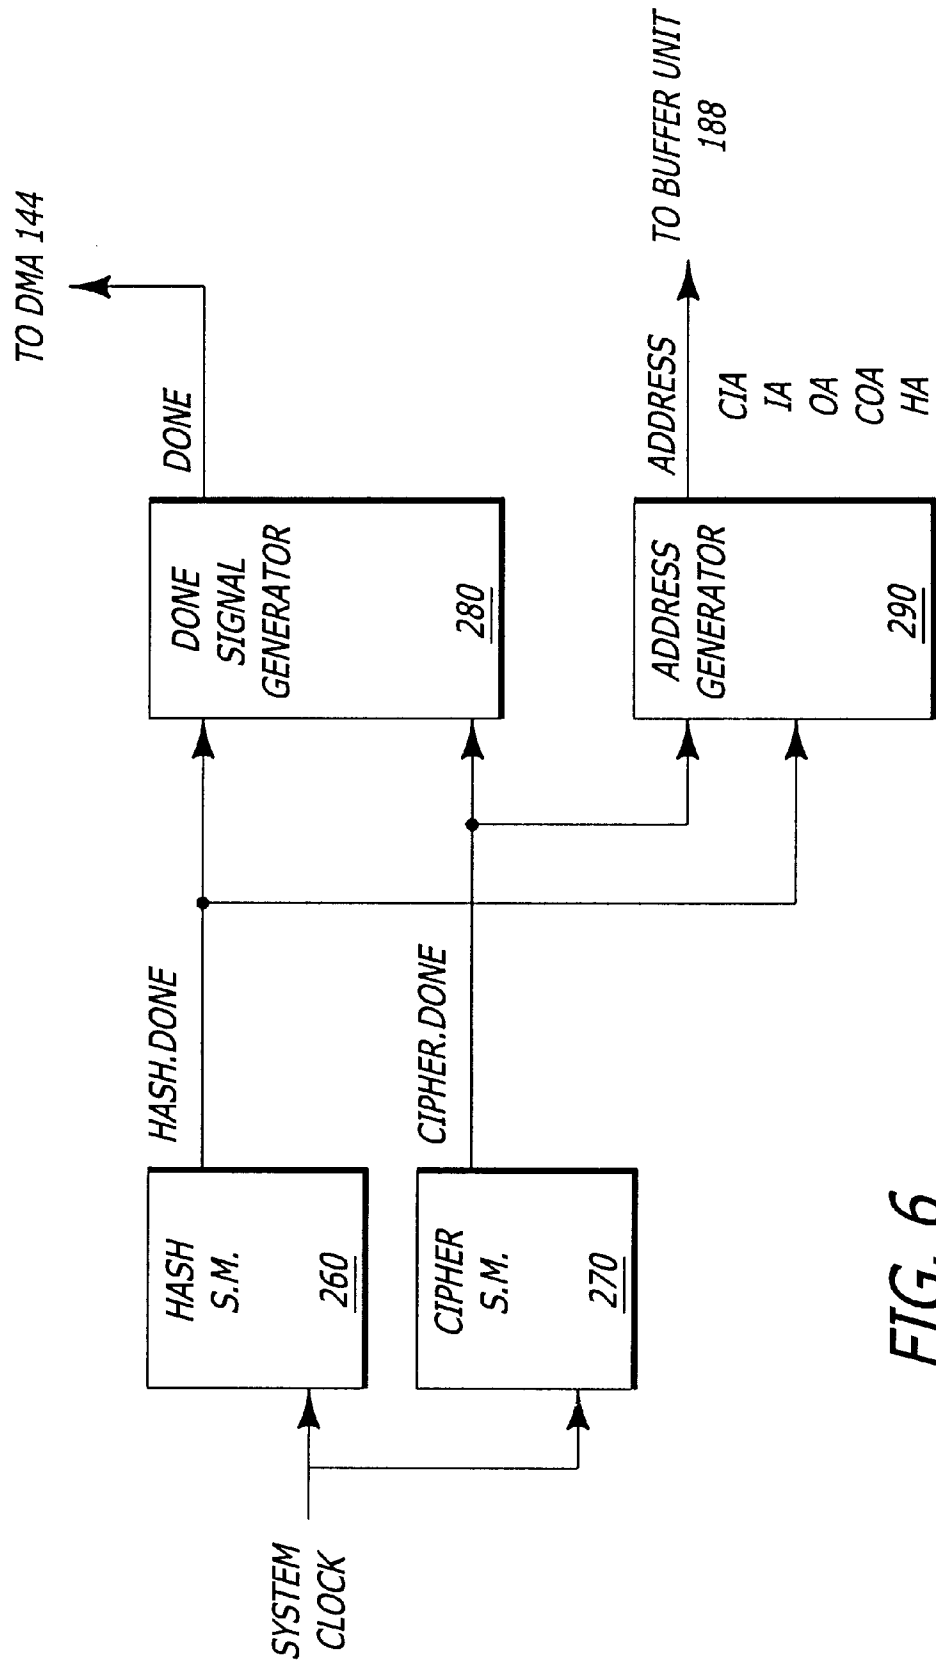 SYSTEM
CLOCK
HASH
S.M.
260
CIPHER
S.M.
270
HASH.DONE
CIPHER.DONE
DONE
SIGNAL
GENERATOR
280
ADDRESS
GENERATOR
290
DONE
TO DMA 144
ADDRESS
CIA
IA
OA
COA
HA
TO BUFFER UNIT
188
FIG. 6